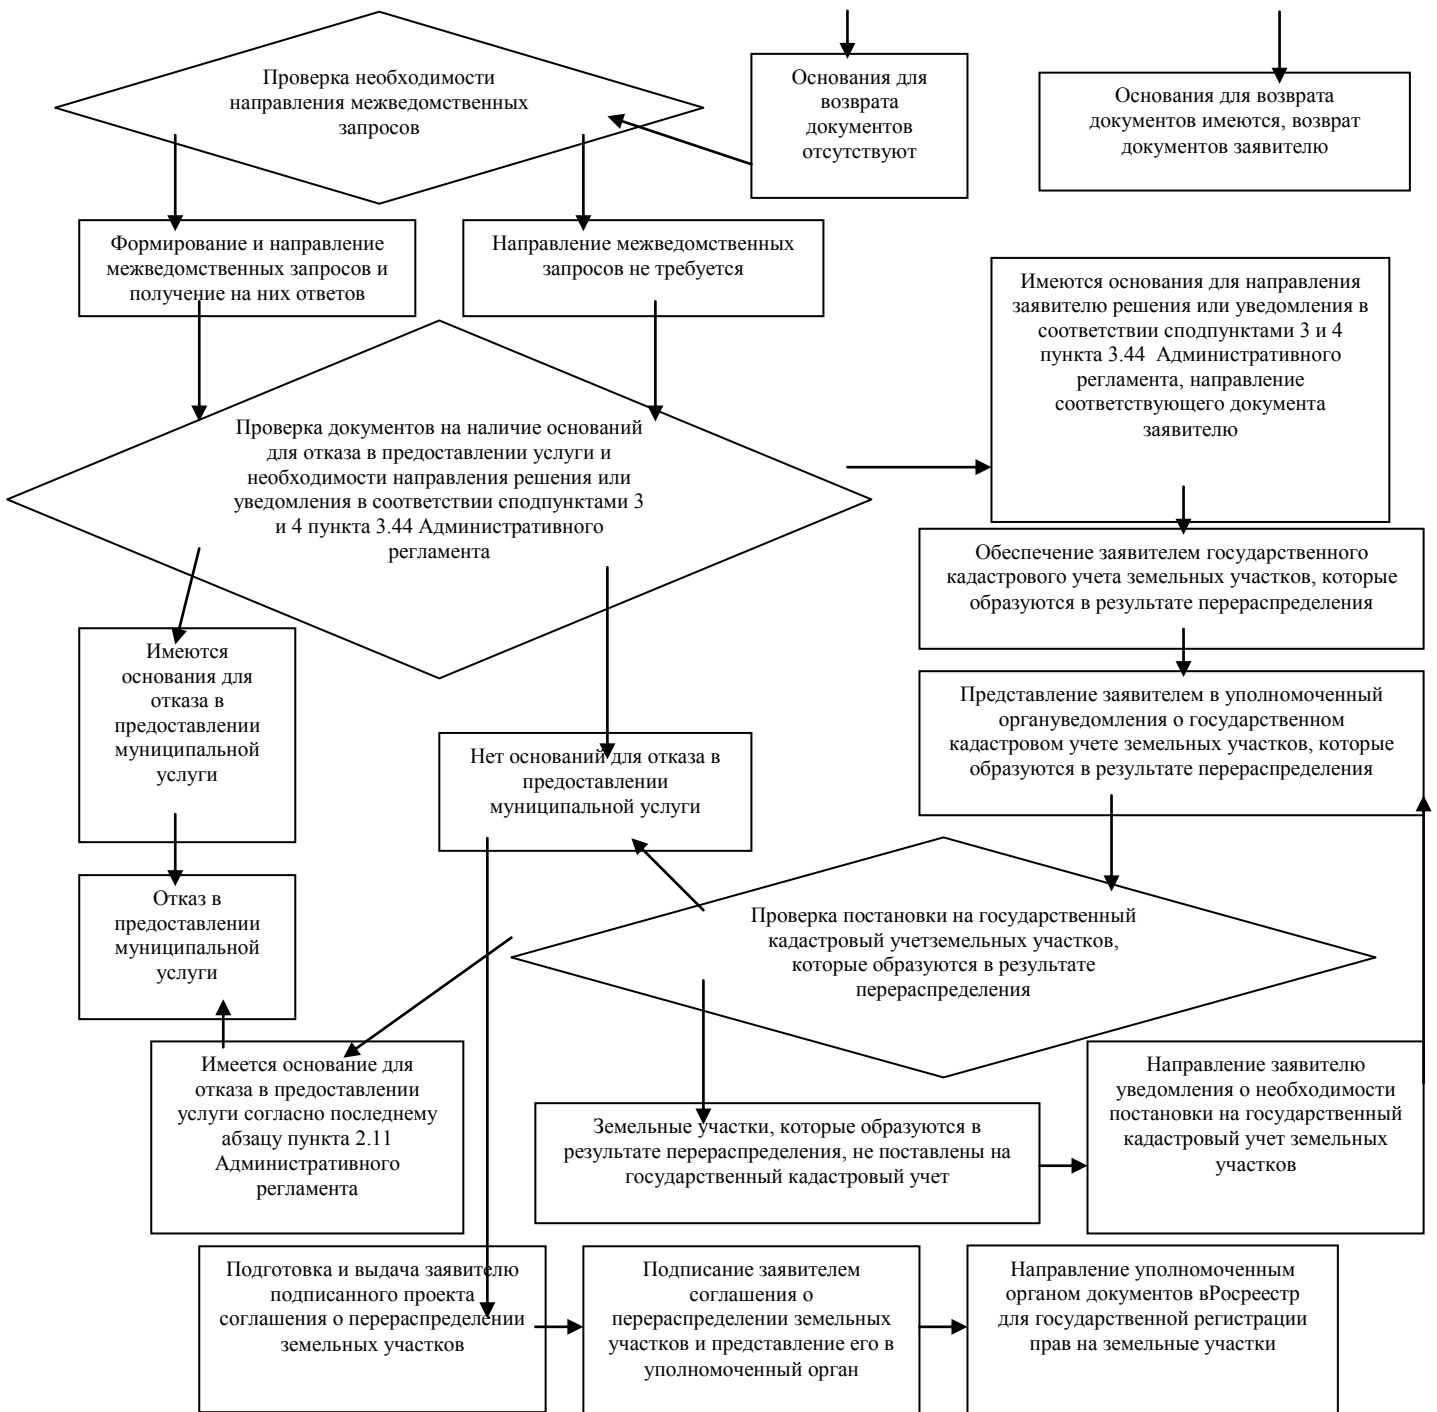 Проверка необходимости
направления межведомственных
запросов
Основания для
возврата
документов
отсутствуют
Основания для возврата
документов имеются, возврат
документов заявителю
Формирование и направление
межведомственных запросов и
получение на них ответов
Направление межведомственных
запросов не требуется
Имеются основания для направления
заявителю решения или уведомления в
соответствии сподпунктами 3 и 4
пункта 3.44 Административного
регламента, направление
соответствующего документа
заявителю
Проверка документов на наличие оснований
для отказа в предоставлении услуги и
необходимости направления решения или
уведомления в соответствии сподпунктами 3
и 4 пункта 3.44 Административного
регламента
Обеспечение заявителем государственного
кадастрового учета земельных участков, которые
образуются в результате перераспределения
Имеются
основания для
отказа в
предоставлении
муниципальной
услуги
Представление заявителем в уполномоченный
органуведомления о государственном
кадастровом учете земельных участков, которые
образуются в результате перераспределения
Нет оснований для отказа в
предоставлении
муниципальной услуги
Отказ в
предоставлении
муниципальной
услуги
Проверка постановки на государственный
кадастровый учетземельных участков,
которые образуются в результате
перераспределения
Имеется основание для
отказа в предоставлении
услуги согласно последнему
абзацу пункта 2.11
Административного
регламента
Земельные участки, которые образуются в
результате перераспределения, не поставлены на
государственный кадастровый учет
Направление заявителю
уведомления о необходимости
постановки на государственный
кадастровый учет земельных
участков
Подготовка и выдача заявителю
подписанного проекта
соглашения о перераспределении
земельных участков
Подписание заявителем
соглашения о
перераспределении земельных
участков и представление его в
уполномоченный орган
Направление уполномоченным
органом документов вРосреестр
для государственной регистрации
прав на земельные участки